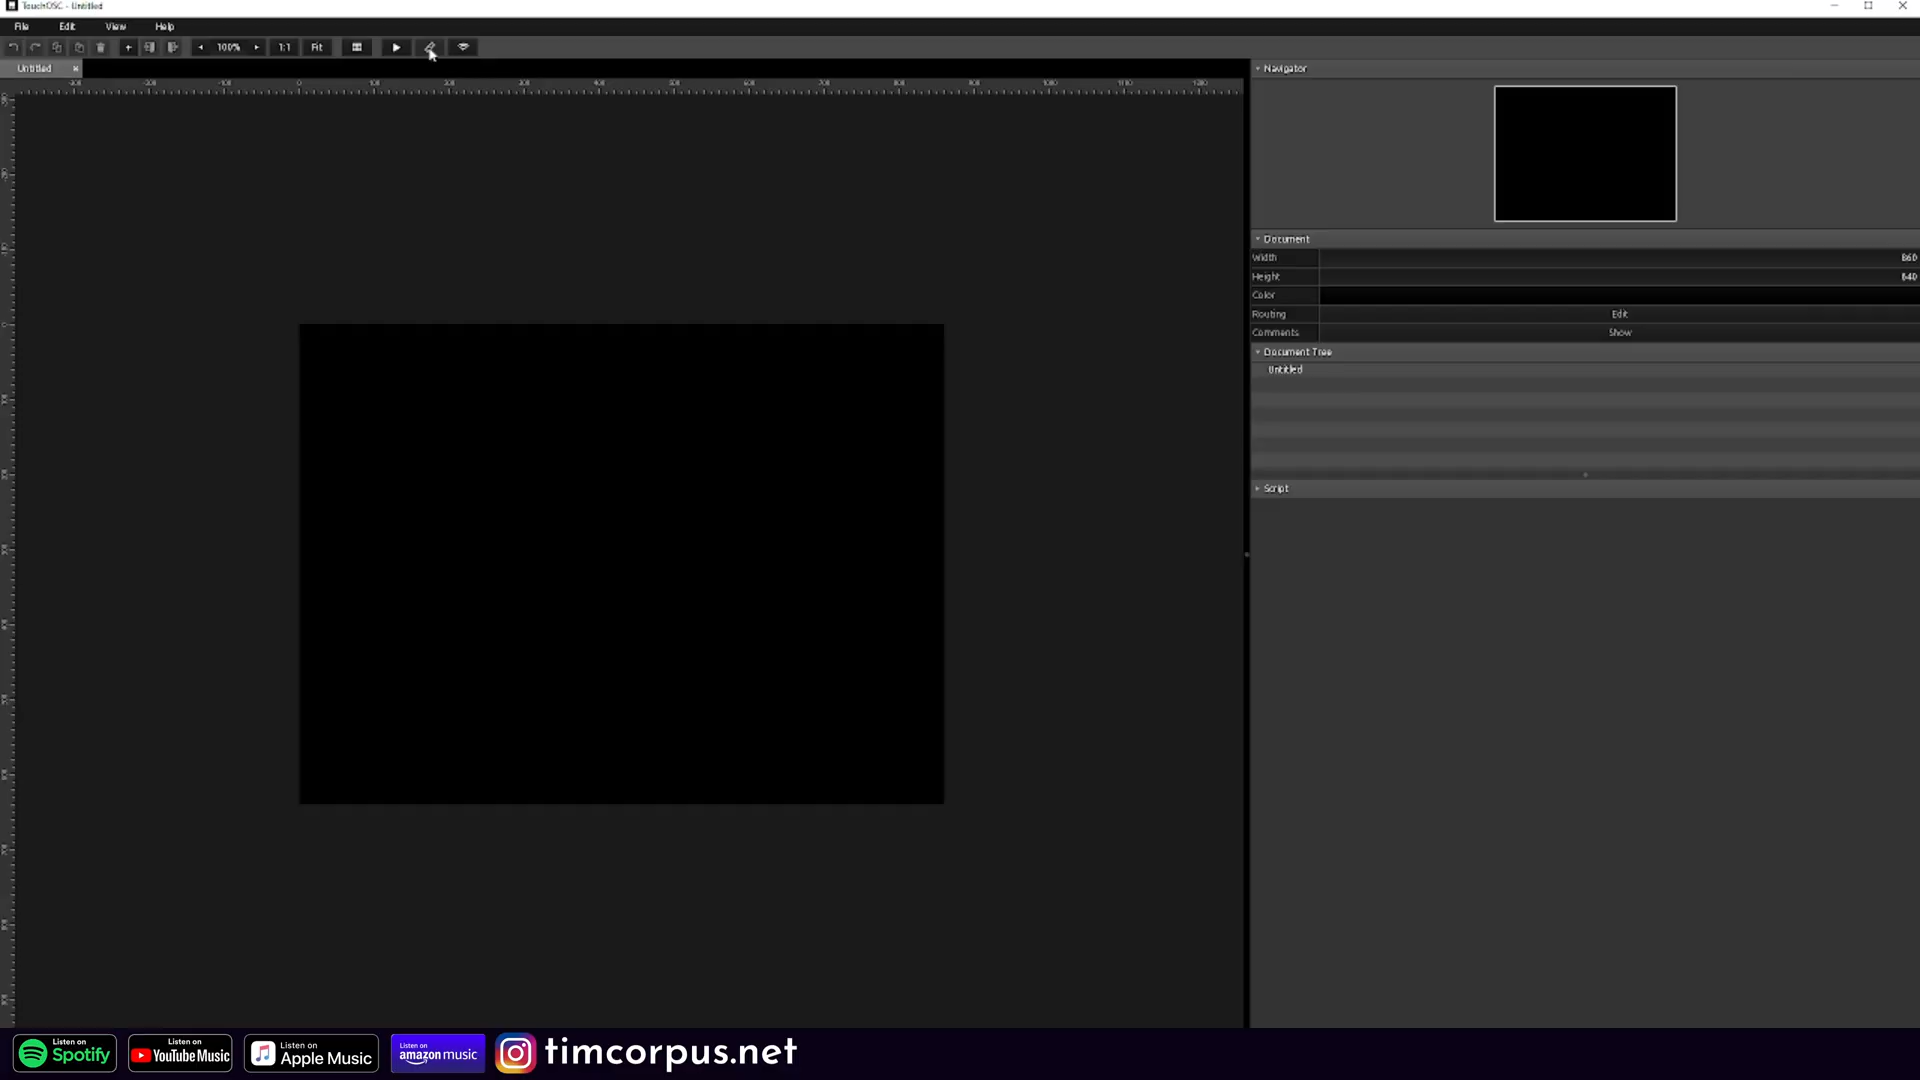 TouchOSC - Untitled
File Edit View Help
100% 1:1 Fit
Untitled
Navigator
Document
Width 860
Height 640
Color
Routing Edit
Comments Show
Document Tree
Untitled
Script
Listen on Spotify
Listen on YouTube Music
Listen on Apple Music
Listen on amazon music
timcorpus.net